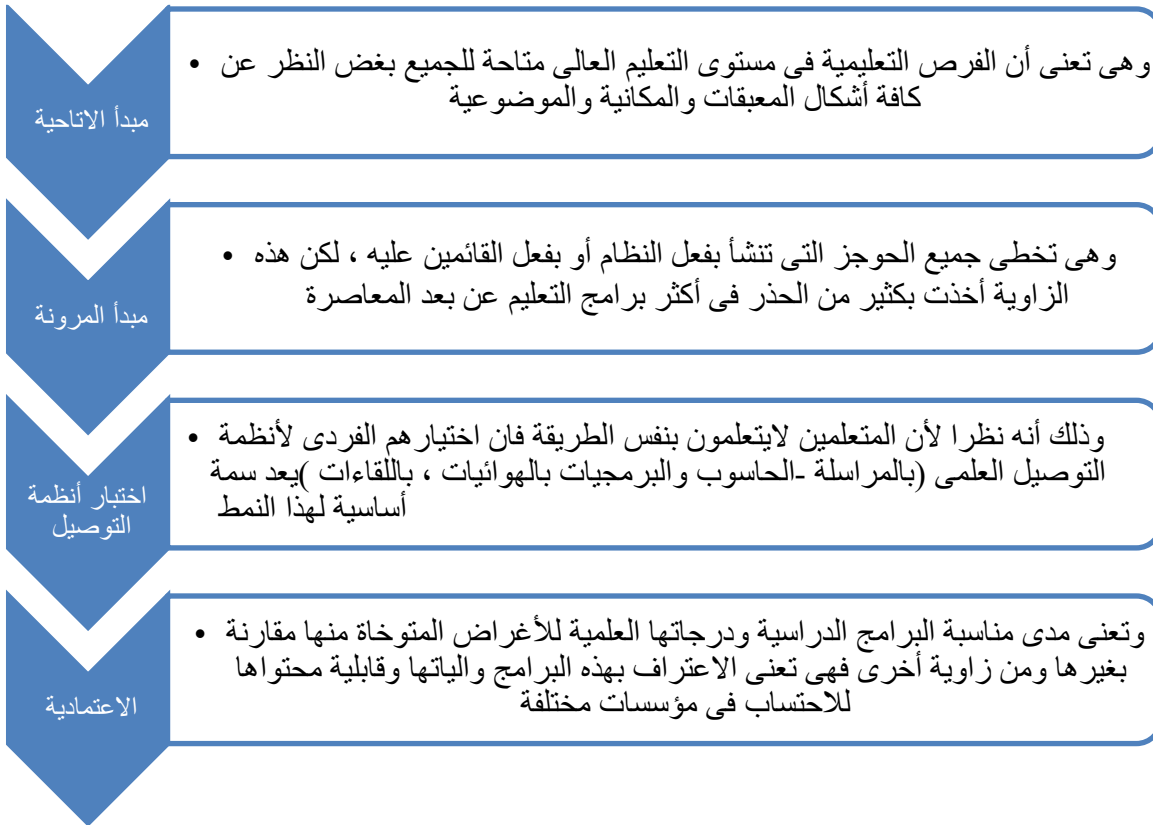 مبدأ الاتاحية
• وهى تعنى أن الفرص التعليمية فى مستوى التعليم العالى متاحة للجميع بغض النظر عن
كافة أشكال المعبقات والمكانية والموضوعية
مبدأ المرونة
• وهى تخطى جميع الحوجز التى تنشأ بفعل النظام أو بفعل القائمين عليه ، لكن هذه
الزاوية أخذت بكثير من الحذر فى أكثر برامج التعليم عن بعد المعاصرة
اختبار أنظمة
التوصيل
• وذلك أنه نظرا لأن المتعلمين لايتعلمون بنفس الطريقة فان اختيارهم الفردى لأنظمة
التوصيل العلمى (بالمراسلة -الحاسوب والبرمجيات بالهوائيات ، باللقاءات )يعد سمة
أساسية لهذا النمط
الاعتمادية
• وتعنى مدى مناسبة البرامج الدراسية ودرجاتها العلمية للأغراض المتوخاة منها مقارنة
بغيرها ومن زاوية أخرى فهى تعنى الاعتراف بهذه البرامج والياتها وقابلية محتواها
للاحتساب فى مؤسسات مختلفة